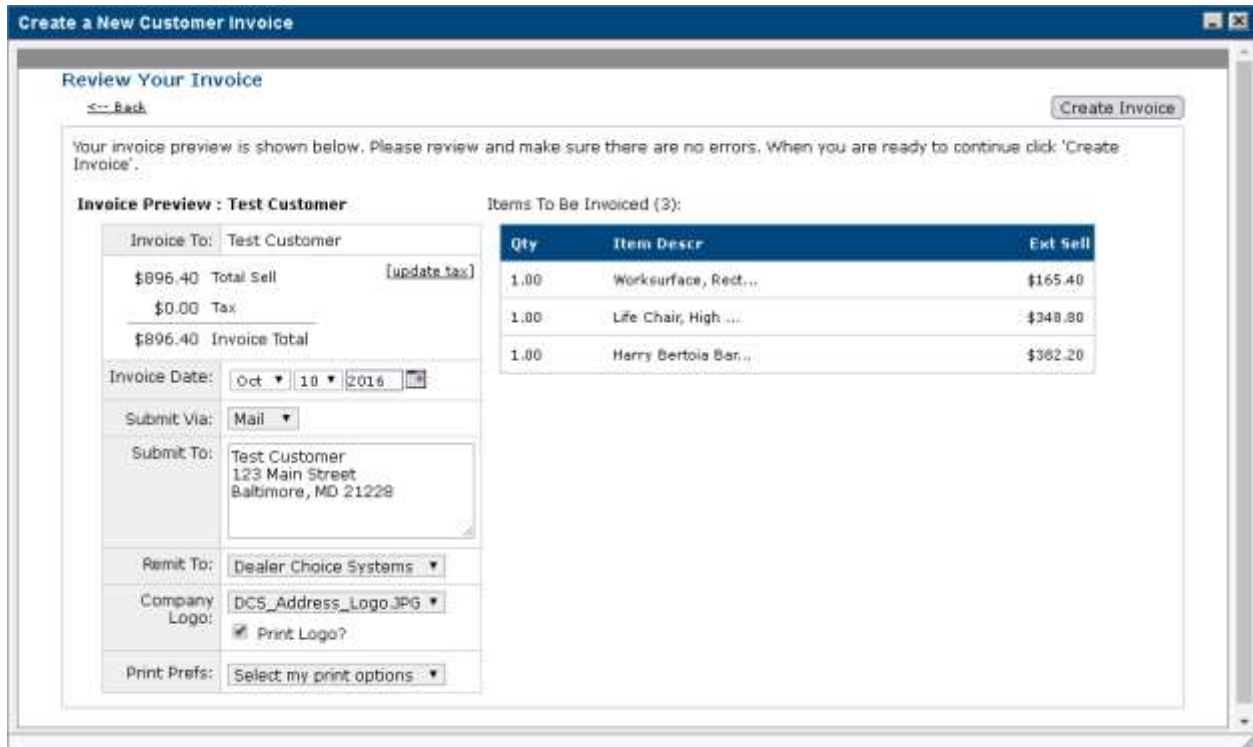 Create a New Customer Invoice
Review Your Invoice
<-- Back
Create Invoice
Your invoice preview is shown below. Please review and make sure there are no errors. When you are ready to continue click 'Create
Invoice'.
Invoice Preview : Test Customer
Invoice To: Test Customer
$896.40 Total Sell [update tax]
$0.00 Tax
$896.40 Invoice Total
Invoice Date: Oct 10 2016
Submit Via: Mail
Submit To: Test Customer
123 Main Street
Baltimore, MD 21228
Remit To: Dealer Choice Systems
Company
Logo: DCS_Address_Logo.JPG
Print Logo?
Print Prefs: Select my print options
Items To Be Invoiced (3):
Qty Item Descr Ext Sell
1.00 Worksurface, Rect... $165.40
1.00 Life Chair, High ... $348.80
1.00 Harry Bertoia Bar... $382.20